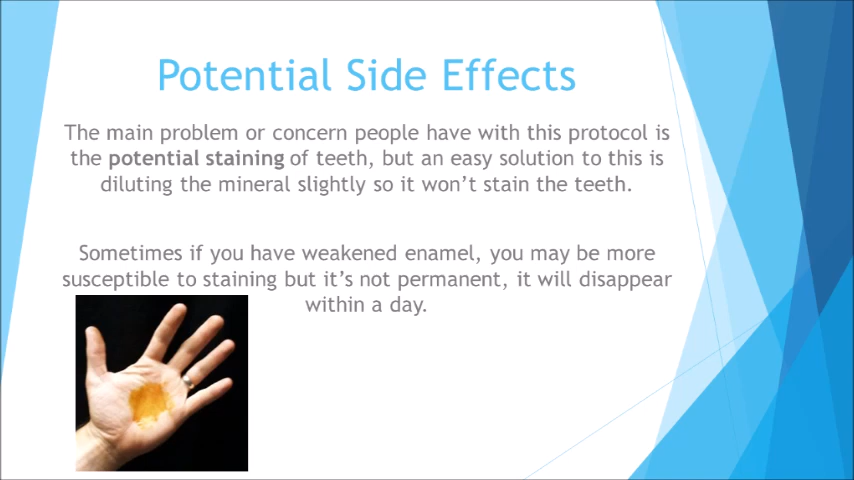 Potential Side Effects
The main problem or concern people have with this protocol is
the potential staining of teeth, but an easy solution to this is
diluting the mineral slightly so it won't stain the teeth.
Sometimes if you have weakened enamel, you may be more
susceptible to staining but it's not permanent, it will disappear
within a day.